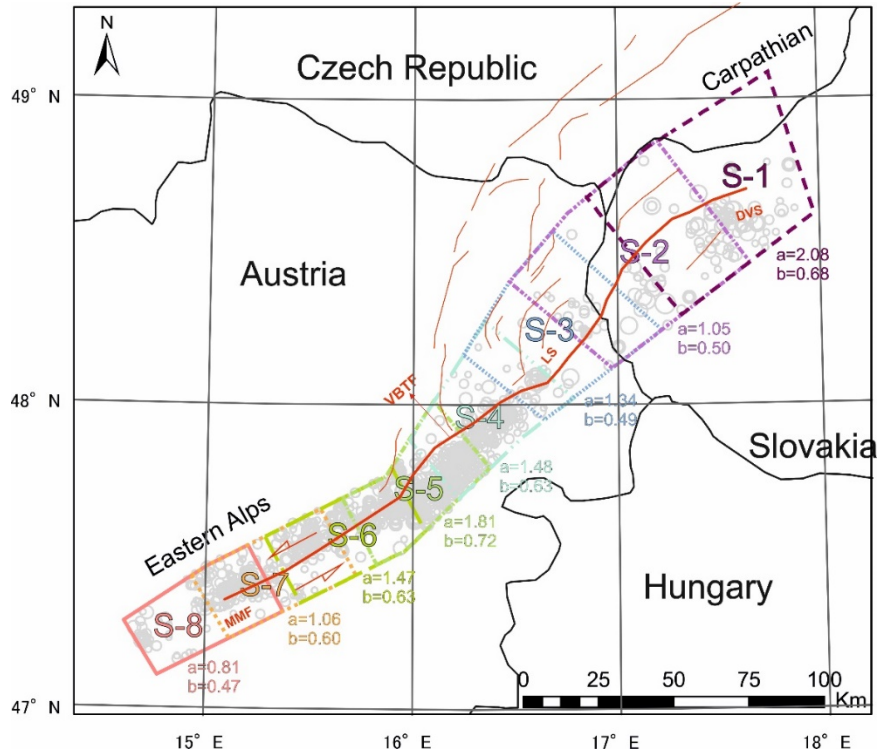 N
Czech Republic
Carpathian
49° N
S-1
DVS
S-2
a=2.08
b=0.68
Austria
S-3
a=1.05
b=0.50
LS
VBTF
48° N
S-4
a=1.34
b=0.49
Slovakia
S-5
a=1.48
b=0.63
Eastern Alps
S-6
a=1.81
b=0.72
S-7
MMF
a=1.47
b=0.63
Hungary
S-8
a=1.06
b=0.60
a=0.81
b=0.47
0 25 50 75 100
Km
47° N
15° E 16° E 17° E 18° E